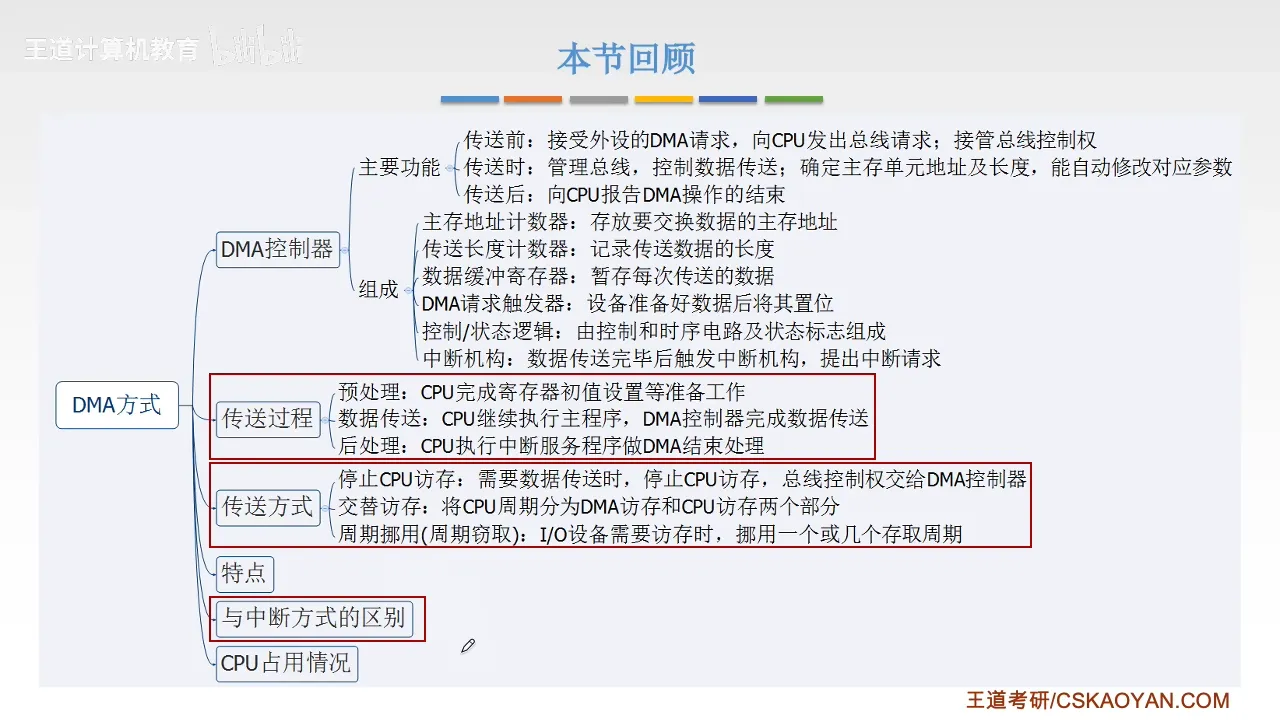 王道计算机教育 bilibili
本节回顾
传送前：接受外设的DMA请求，向CPU发出总线请求；接管总线控制权
主要功能
传送时：管理总线，控制数据传送；确定主存单元地址及长度，能自动修改对应参数
传送后：向CPU报告DMA操作的结束
DMA控制器
主存地址计数器：存放要交换数据的主存地址
传送长度计数器：记录传送数据的长度
数据缓冲寄存器：暂存每次传送的数据
组成
DMA请求触发器：设备准备好数据后将其置位
控制/状态逻辑：由控制和时序电路及状态标志组成
中断机构：数据传送完毕后触发中断机构，提出中断请求
DMA方式
传送过程
预处理：CPU完成寄存器初值设置等准备工作
数据传送：CPU继续执行主程序，DMA控制器完成数据传送
后处理：CPU执行中断服务程序做DMA结束处理
传送方式
停止CPU访存：需要数据传送时，停止CPU访存，总线控制权交给DMA控制器
交替访存：将CPU周期分为DMA访存和CPU访存两个部分
周期挪用(周期窃取)：I/O设备需要访存时，挪用一个或几个存取周期
特点
与中断方式的区别
CPU占用情况
王道考研/CSKAOYAN.COM